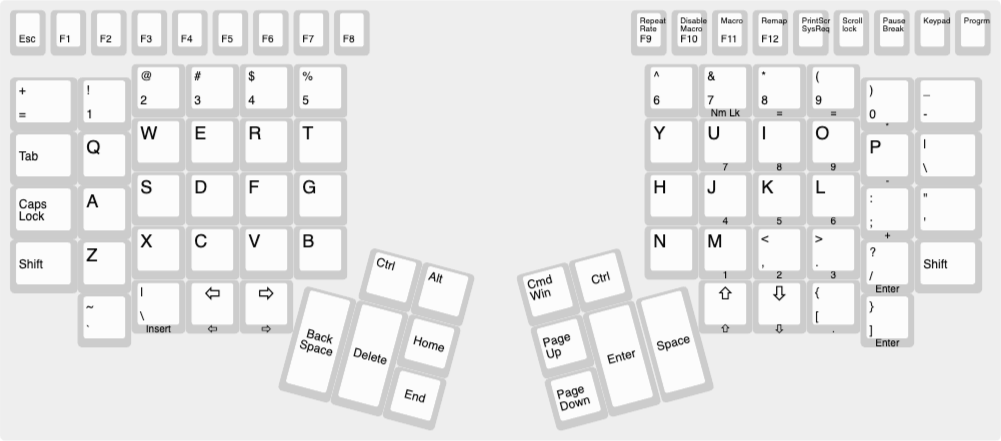 Esc F1 F2 F3 F4 F5 F6 F7 F8
Repeat Rate F9
Disable Macro F10
Macro F11
Remap F12
PrintScr SysReq
Scroll lock
Pause Break
Keypad
Progrm
+ =
! 1
@ 2
# 3
$ 4
% 5
^ 6
& 7 Nm Lk
* 8 =
( 9 =
) 0 *
_ -
Tab Q W E R T
Y
U 7
I 8
O 9
P -
| \
Caps Lock
A S D F G
H
J 4
K 5
L 6
: ; +
" '
Shift Z X C V B
N
M 1
< , 2
> . 3
? / Enter
Shift
~ `
| \ Insert
⇦ ⇦
⇨ ⇨
⇧ ⇧
⇩ ⇩
{ [ .
} ] Enter
Ctrl
Alt
Back Space
Delete
Home
End
Cmd Win
Ctrl
Page Up
Enter
Space
Page Down